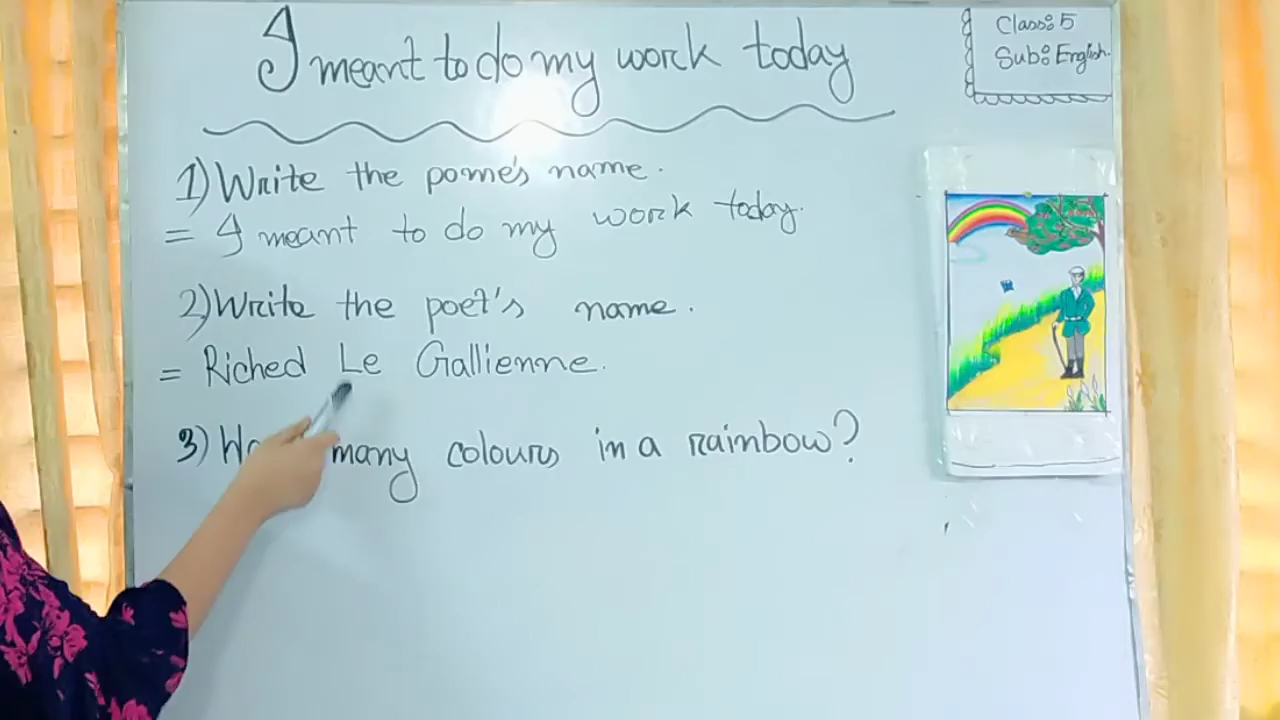 I meant to do my work today
Class: 5
Sub: English.
1) Write the pome's name.
= I meant to do my work today.
2) Write the poet's name.
= Riched Le Gallienne.
3) many colours in a rainbow?